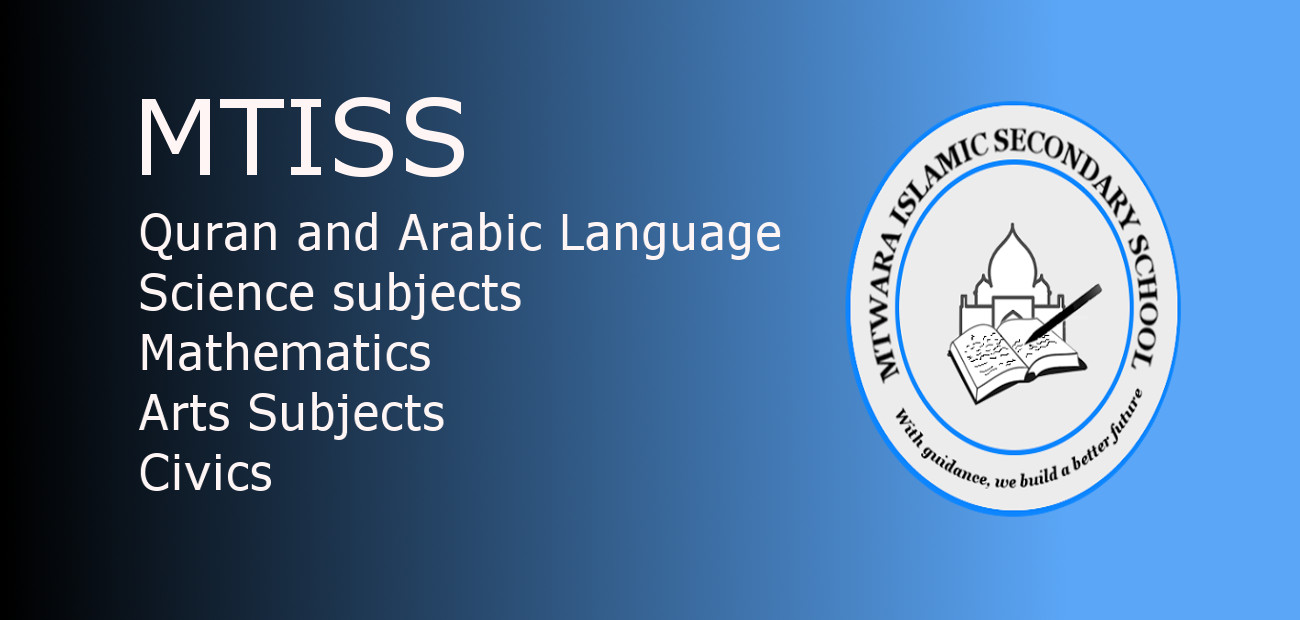 MTISS
Quran and Arabic Language
Science subjects
Mathematics
Arts Subjects
Civics
MTWARA ISLAMIC SECONDARY SCHOOL
With guidance, we build a better future